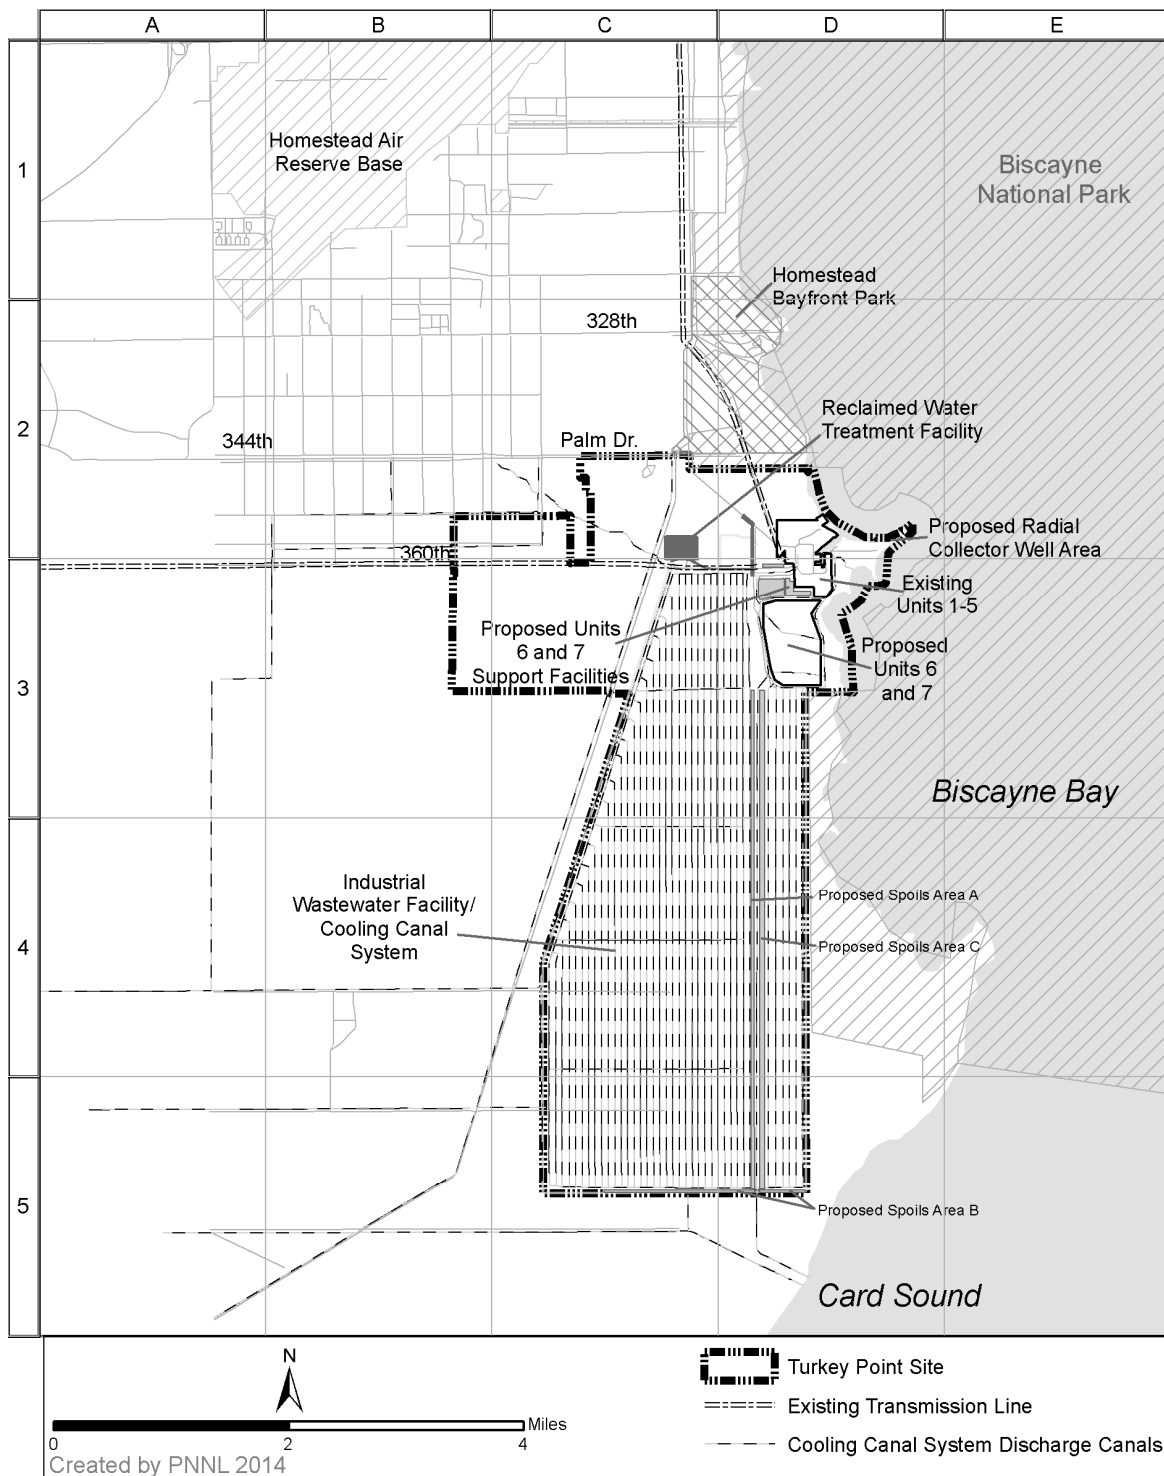 A B C D E
1
Homestead Air
Reserve Base
Biscayne
National Park
Homestead
Bayfront Park
328th
2
344th
Palm Dr.
Reclaimed Water
Treatment Facility
360th
Proposed Radial
Collector Well Area
Existing
Units 1-5
Proposed Units
6 and 7
Support Facilities
Proposed
Units 6
and 7
3
Biscayne Bay
Industrial
Wastewater Facility/
Cooling Canal
System
Proposed Spoils Area A
Proposed Spoils Area C
4
5
Proposed Spoils Area B
Card Sound
N
Miles
0 2 4
Created by PNNL 2014
Turkey Point Site
Existing Transmission Line
Cooling Canal System Discharge Canals